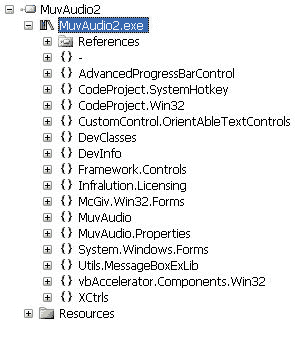 MuvAudio2
MuvAudio2.exe
References
{} -
{} AdvancedProgressBarControl
{} CodeProject.SystemHotkey
{} CodeProject.Win32
{} CustomControl.OrientAbleTextControls
{} DevClasses
{} DevInfo
{} Framework.Controls
{} Infralution.Licensing
{} McGiv.Win32.Forms
{} MuvAudio
{} MuvAudio.Properties
{} System.Windows.Forms
{} Utils.MessageBoxExLib
{} vbAccelerator.Components.Win32
{} XCtrls
Resources